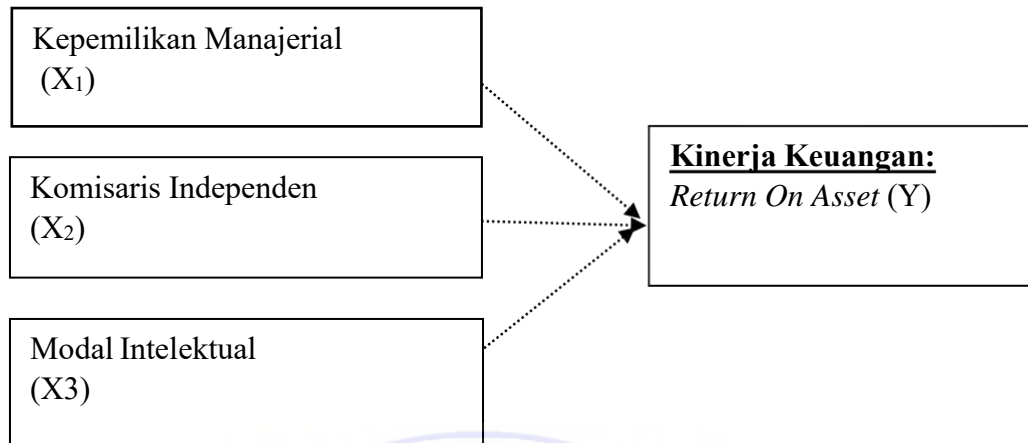 Kepemilikan Manajerial
(X₁)
Komisaris Independen
(X₂)
Modal Intelektual
(X3)
Kinerja Keuangan:
Return On Asset (Y)